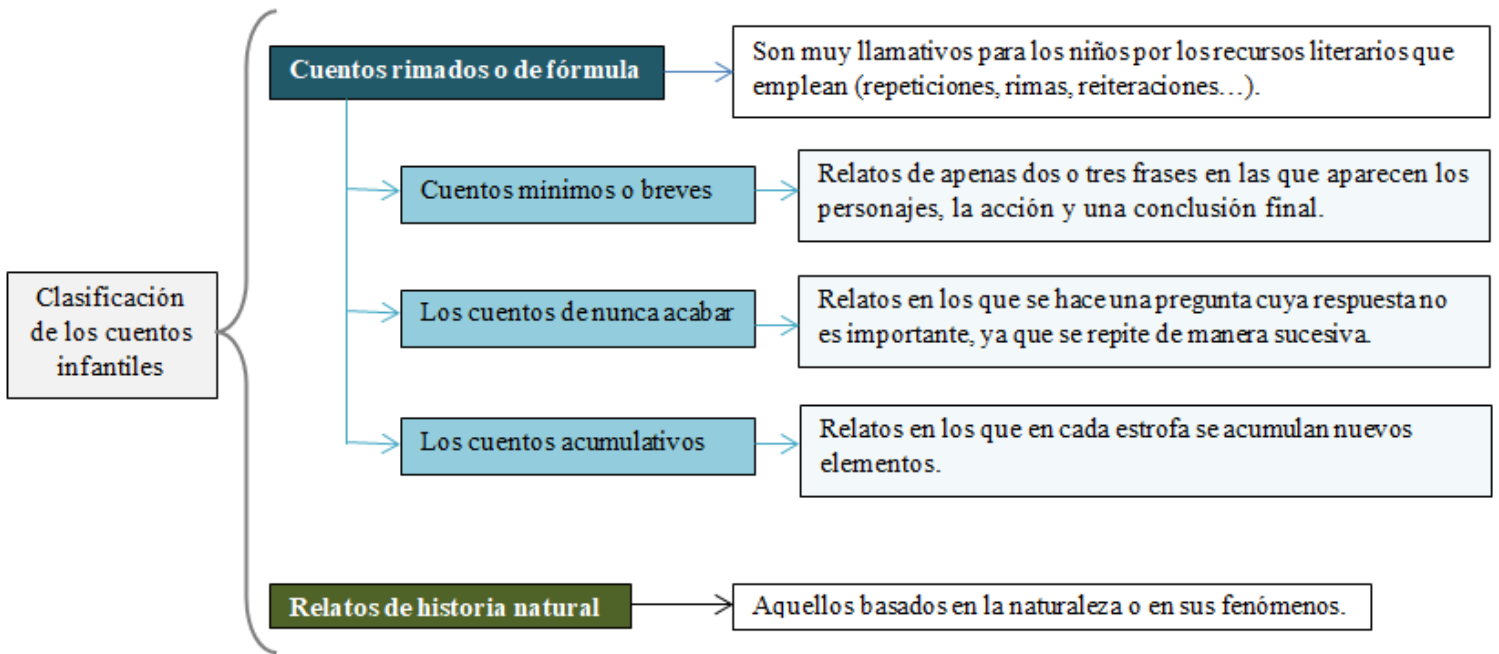 Clasificación
de los cuentos
infantiles
Cuentos rimados o de fórmula
Son muy llamativos para los niños por los recursos literarios que
emplean (repeticiones, rimas, reiteraciones…).
Cuentos mínimos o breves
Relatos de apenas dos o tres frases en las que aparecen los
personajes, la acción y una conclusión final.
Los cuentos de nunca acabar
Relatos en los que se hace una pregunta cuya respuesta no
es importante, ya que se repite de manera sucesiva.
Los cuentos acumulativos
Relatos en los que en cada estrofa se acumulan nuevos
elementos.
Relatos de historia natural
Aquellos basados en la naturaleza o en sus fenómenos.